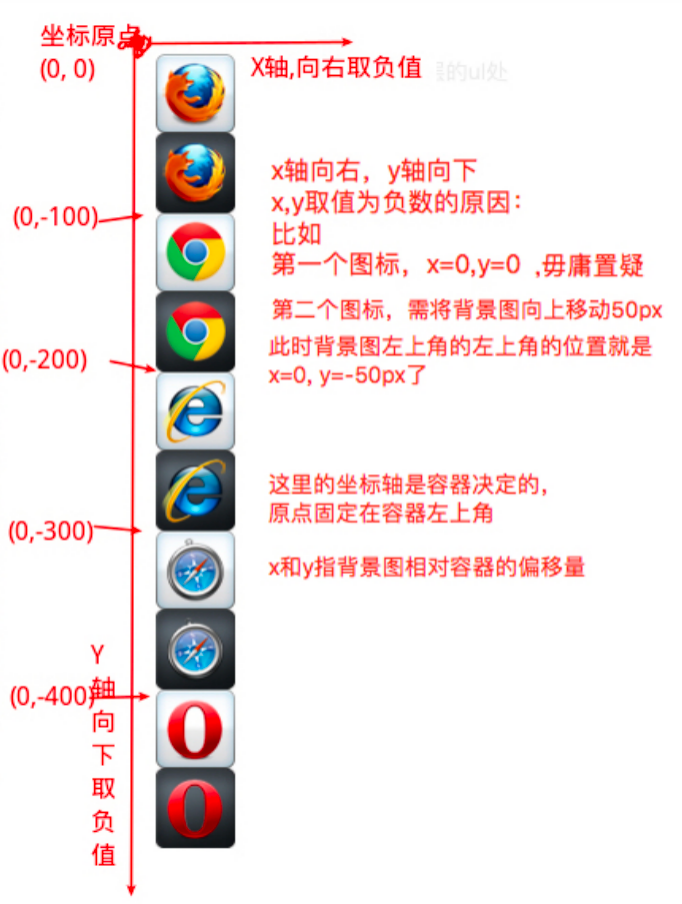 坐标原点
(0, 0)
X轴,向右取负值
的ul处
x轴向右，y轴向下
(0,-100)
x,y取值为负数的原因：
比如
第一个图标，x=0,y=0 ,毋庸置疑
第二个图标，需将背景图向上移动50px
(0,-200)
此时背景图左上角的左上角的位置就是
x=0, y=-50px了
这里的坐标轴是容器决定的，
原点固定在容器左上角
(0,-300)
x和y指背景图相对容器的偏移量
(0,-400)
Y
轴
向
下
取
负
值